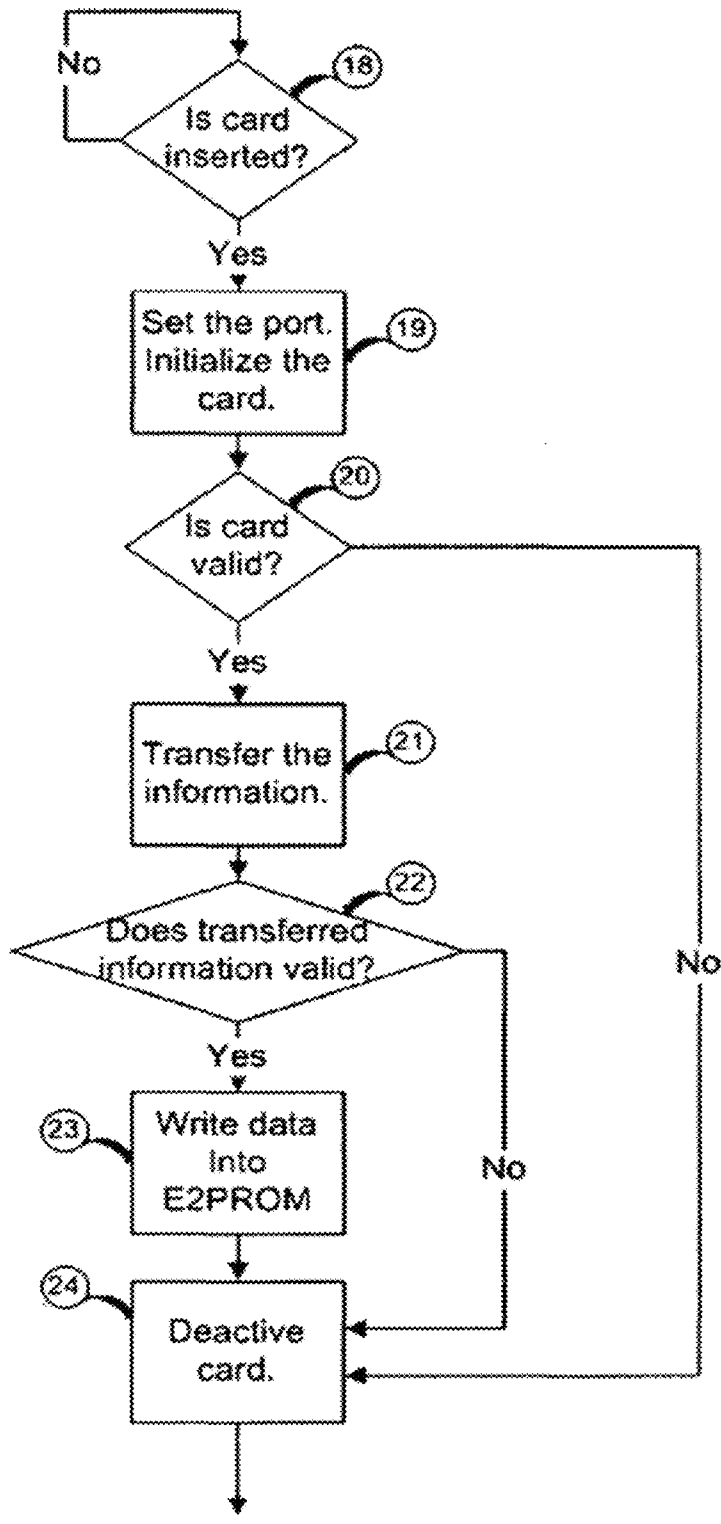 No
18
Is card
inserted?
Yes
Set the port.
Initialize the
card.
19
20
Is card
valid?
Yes
Transfer the
information.
21
22
Does transferred
information valid?
No
Yes
23
Write data
Into
E2PROM
No
24
Deactive
card.